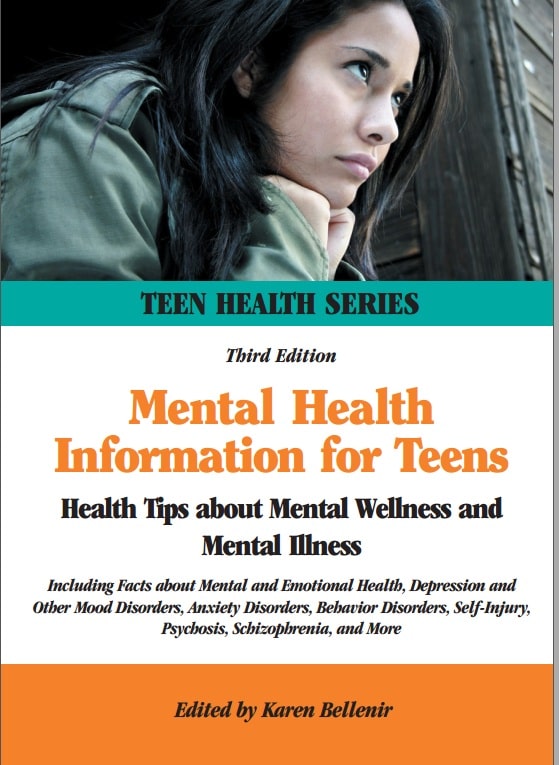 TEEN HEALTH SERIES
Third Edition
Mental Health
Information for Teens
Health Tips about Mental Wellness and
Mental Illness
Including Facts about Mental and Emotional Health, Depression and
Other Mood Disorders, Anxiety Disorders, Behavior Disorders, Self-Injury,
Psychosis, Schizophrenia, and More
Edited by Karen Bellenir